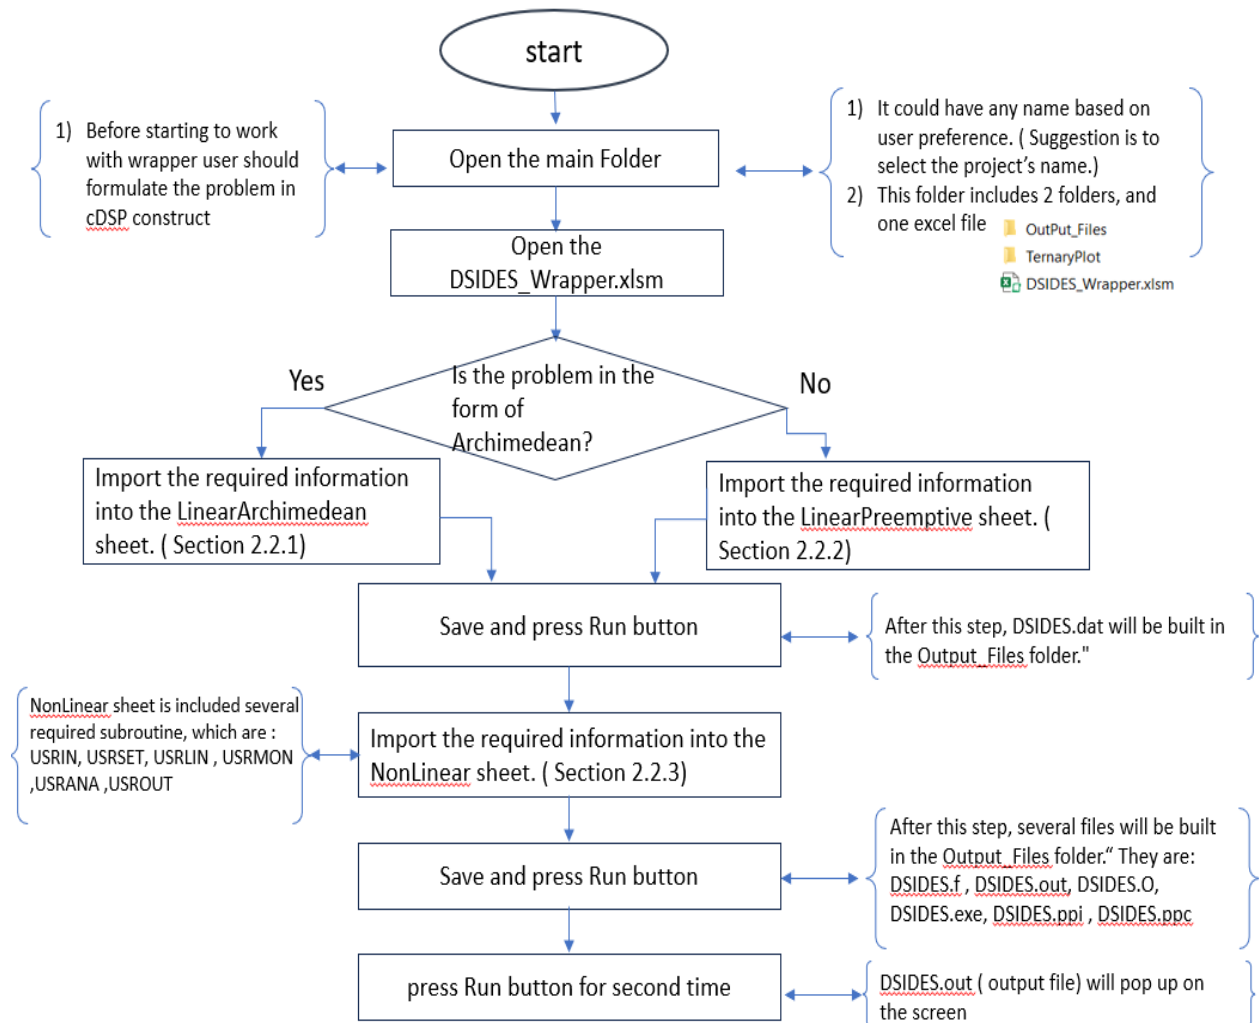 start
1) Before starting to work
with wrapper user should
formulate the problem in
cDSP construct
Open the main Folder
1) It could have any name based on
user preference. ( Suggestion is to
select the project's name.)
2) This folder includes 2 folders, and
one excel file
OutPut_Files
TernaryPlot
DSIDES_Wrapper.xlsm
Open the
DSIDES_Wrapper.xlsm
Is the problem in the
form of
Archimedean?
Yes
No
Import the required information
into the LinearArchimedean
sheet. ( Section 2.2.1)
Import the required information
into the LinearPreemptive sheet. (
Section 2.2.2)
Save and press Run button
After this step, DSIDES.dat will be built in
the Output_Files folder."
NonLinear sheet is included several
required subroutine, which are :
USRIN, USRSET, USRLIN , USRMON
,USRANA ,USROUT
Import the required information into the
NonLinear sheet. ( Section 2.2.3)
Save and press Run button
After this step, several files will be built
in the Output_Files folder.“ They are:
DSIDES.f , DSIDES.out, DSIDES.O,
DSIDES.exe, DSIDES.ppi , DSIDES.ppc
press Run button for second time
DSIDES.out ( output file) will pop up on
the screen